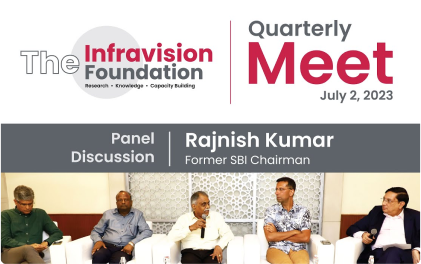 The Infravision
Foundation
Research • Knowledge • Capacity Building
Quarterly
Meet
July 2, 2023
Panel
Discussion
Rajnish Kumar
Former SBI Chairman